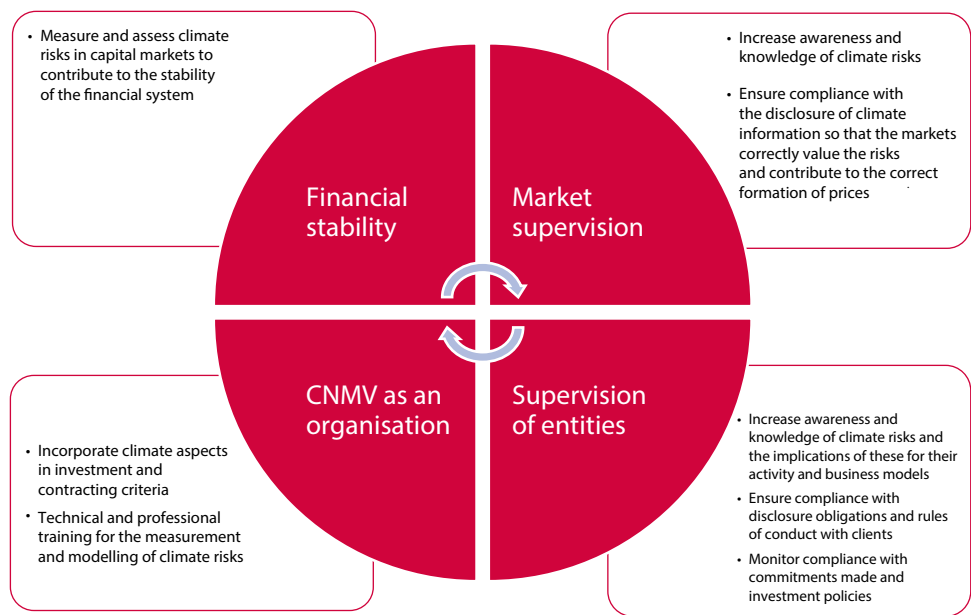 • Measure and assess climate
risks in capital markets to
contribute to the stability
of the financial system
• Increase awareness and
knowledge of climate risks
• Ensure compliance with
the disclosure of climate
information so that the markets
correctly value the risks
and contribute to the correct
formation of prices
Financial
stability
Market
supervision
CNMV as an
organisation
Supervision
of entities
• Incorporate climate aspects
in investment and
contracting criteria
• Technical and professional
training for the measurement
and modelling of climate risks
• Increase awareness and
knowledge of climate risks and
the implications of these for their
activity and business models
• Ensure compliance with
disclosure obligations and rules
of conduct with clients
• Monitor compliance with
commitments made and
investment policies